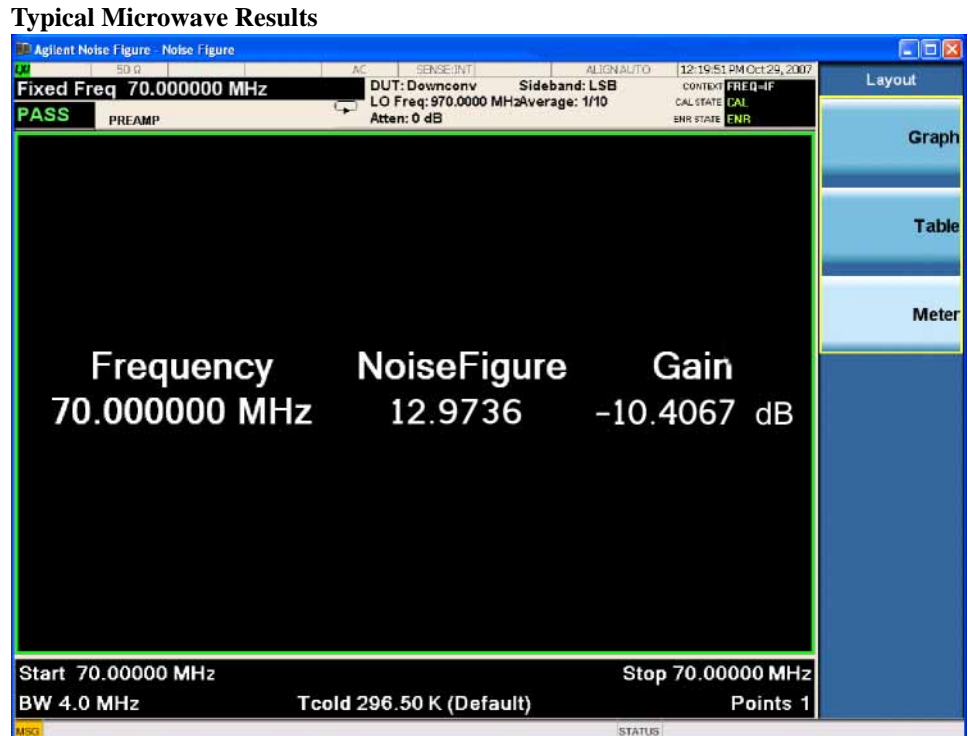 Typical Microwave Results
Agilent Noise Figure - Noise Figure
50 Ω AC SENSE:INT ALIGN AUTO 12:19:51 PM Oct 29, 2007
Fixed Freq 70.000000 MHz
DUT: Downconv Sideband: LSB
CONTEXT FREQ=IF
LO Freq: 970.0000 MHzAverage: 1/10
CAL STATE CAL
PASS PREAMP
Atten: 0 dB
ENR STATE ENR
Layout
Graph
Table
Meter
Frequency NoiseFigure Gain
70.000000 MHz 12.9736 -10.4067 dB
Start 70.00000 MHz Stop 70.00000 MHz
BW 4.0 MHz Tcold 296.50 K (Default) Points 1
MSG STATUS